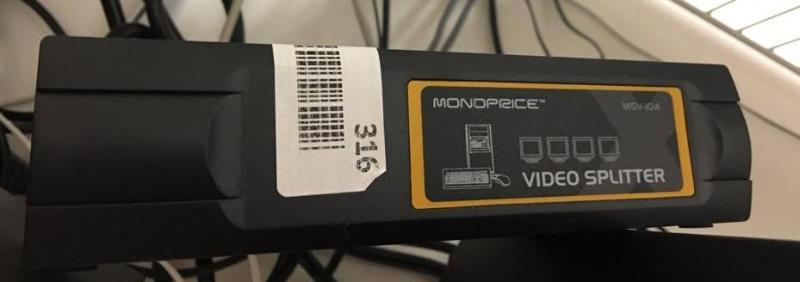 316
MONOPRICE™
MSV-104
VIDEO SPLITTER